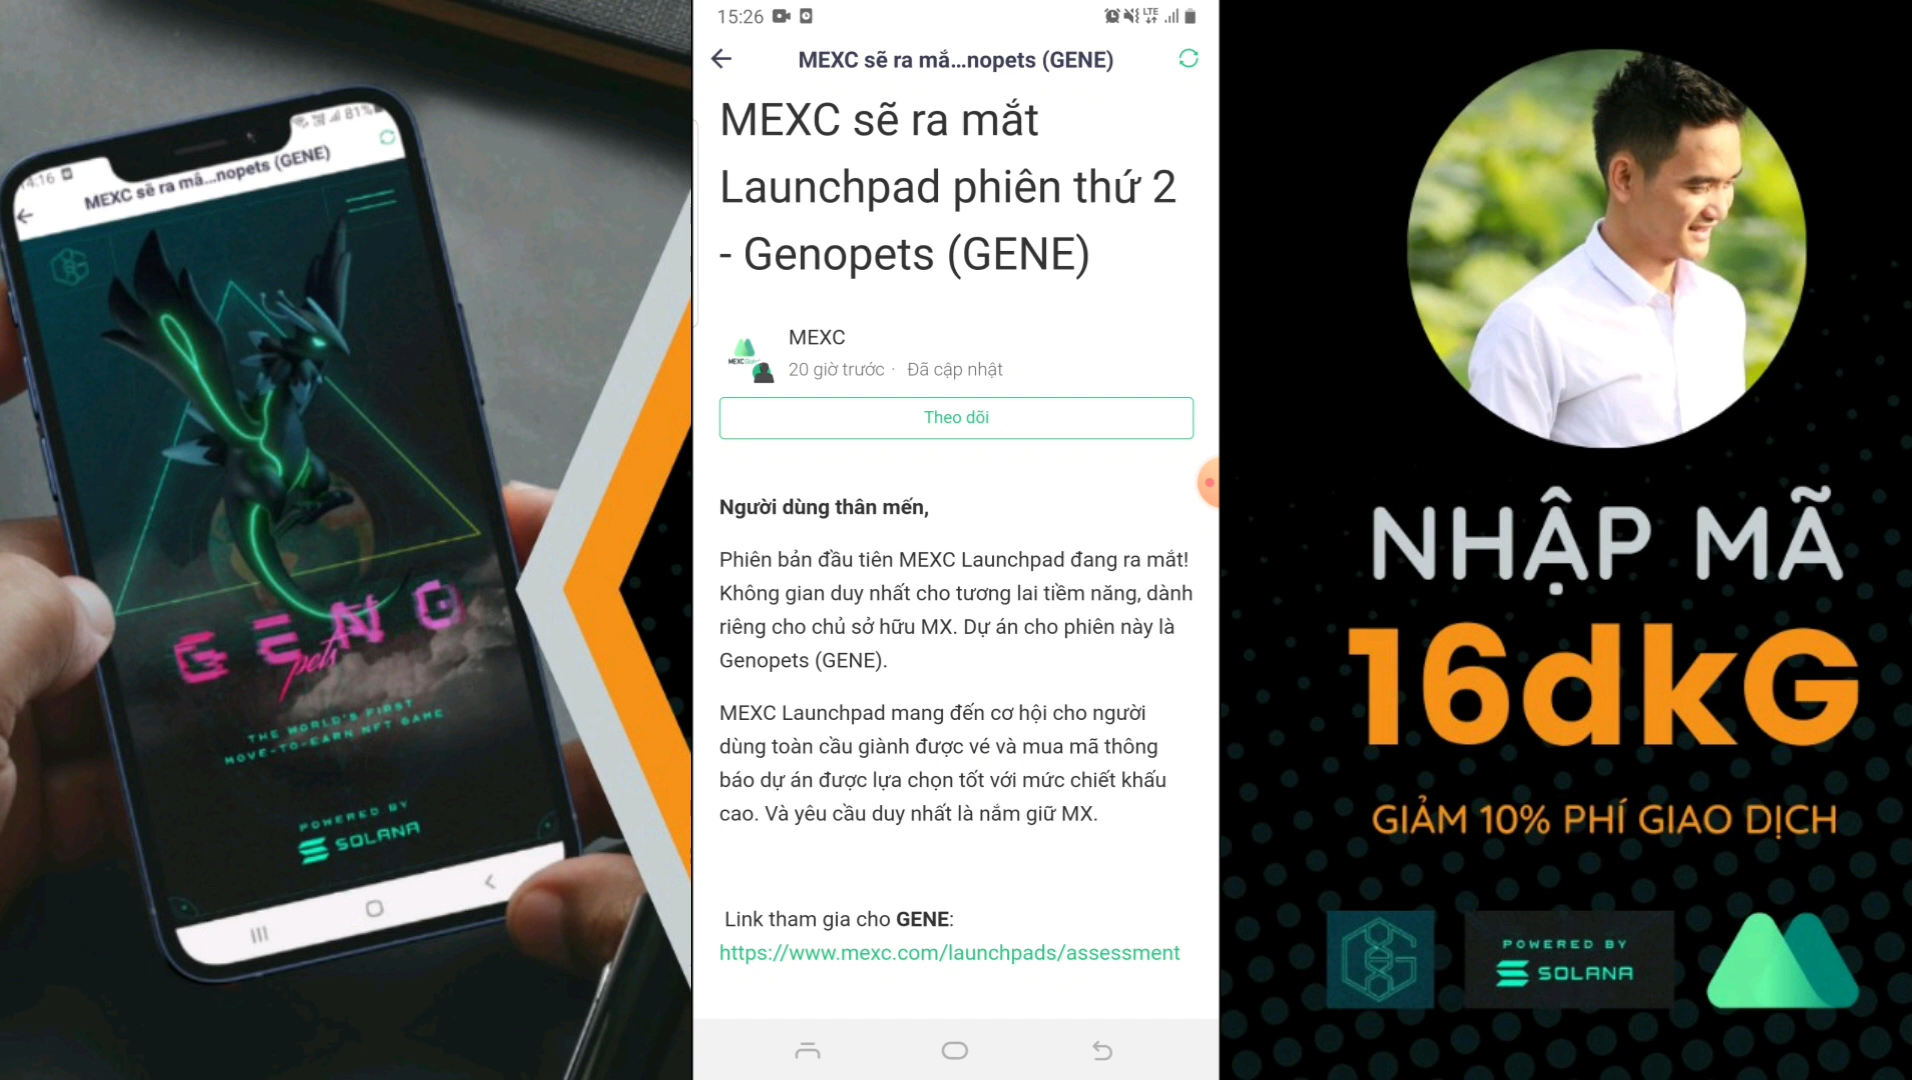 14:16
81%
MEXC sẽ ra mắ...nopets (GENE)
GENO
pets
THE WORLD'S FIRST
MOVE-TO-EARN NFT GAME
POWERED BY
SOLANA
15:26
LTE
MEXC sẽ ra mắ...nopets (GENE)
MEXC sẽ ra mắt
Launchpad phiên thứ 2
- Genopets (GENE)
MEXC
20 giờ trước · Đã cập nhật
Theo dõi
Người dùng thân mến,
Phiên bản đầu tiên MEXC Launchpad đang ra mắt!
Không gian duy nhất cho tương lai tiềm năng, dành
riêng cho chủ sở hữu MX. Dự án cho phiên này là
Genopets (GENE).
MEXC Launchpad mang đến cơ hội cho người
dùng toàn cầu giành được vé và mua mã thông
báo dự án được lựa chọn tốt với mức chiết khấu
cao. Và yêu cầu duy nhất là nắm giữ MX.
Link tham gia cho GENE:
https://www.mexc.com/launchpads/assessment
NHẬP MÃ
16dkG
GIẢM 10% PHÍ GIAO DỊCH
POWERED BY
SOLANA